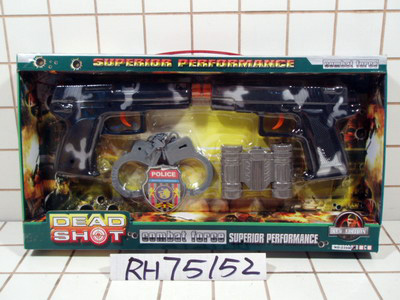 SUPERIOR PERFORMANCE
combat force
POLICE
DEAD
SHOT
combat force SUPERIOR PERFORMANCE
RH75152